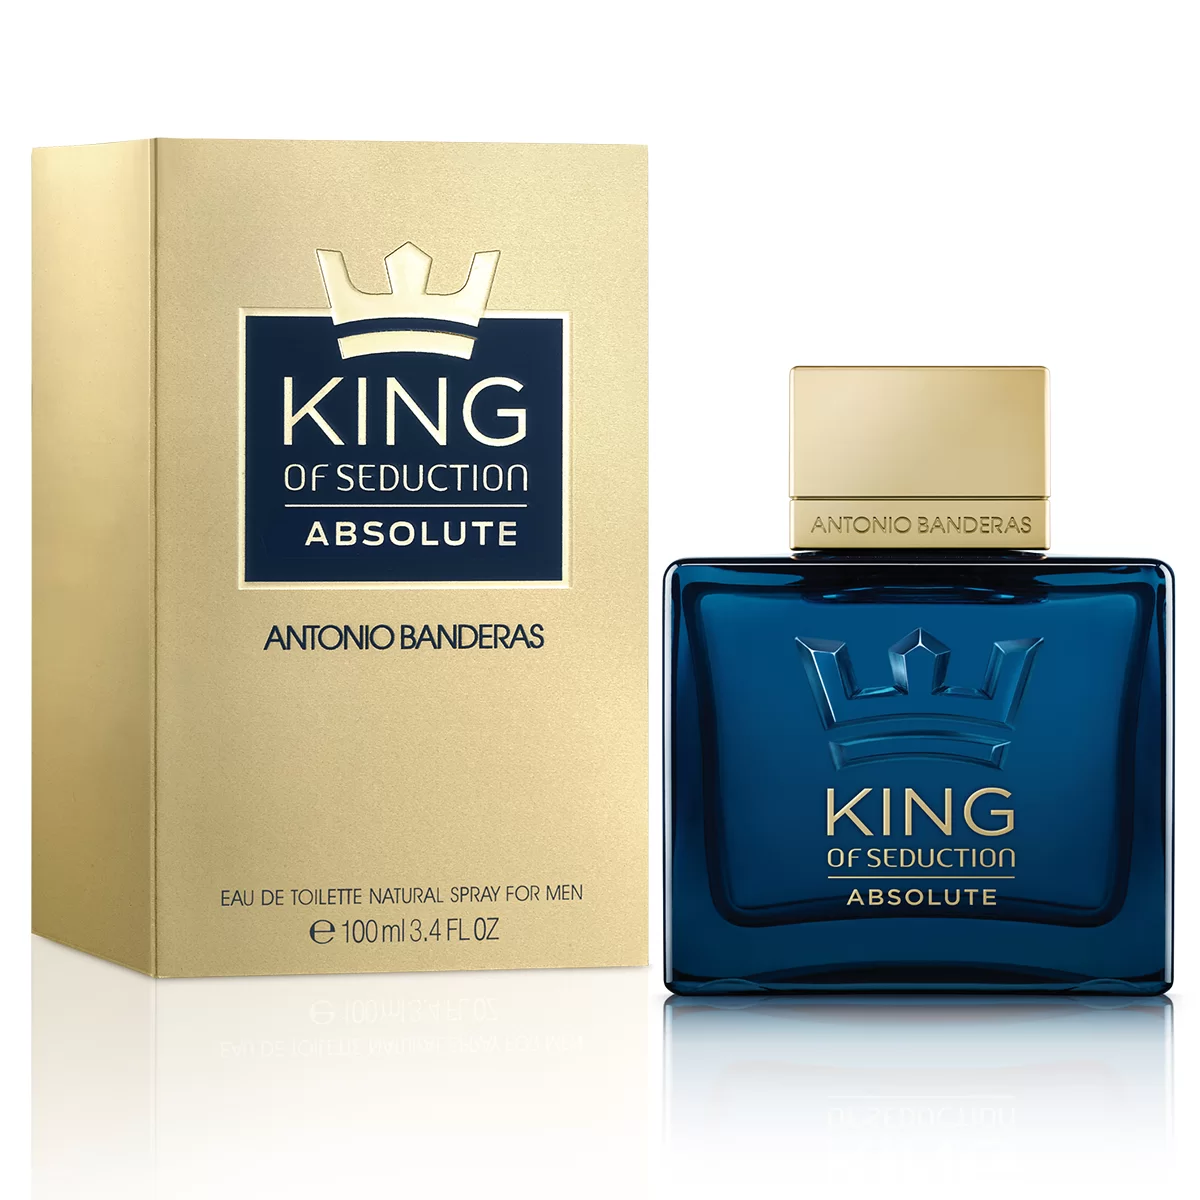 KING
OF SEDUCTION
ABSOLUTE
ANTONIO BANDERAS
EAU DE TOILETTE NATURAL SPRAY FOR MEN
℮ 100 ml 3.4 FL OZ
ANTONIO BANDERAS
KING
OF SEDUCTION
ABSOLUTE